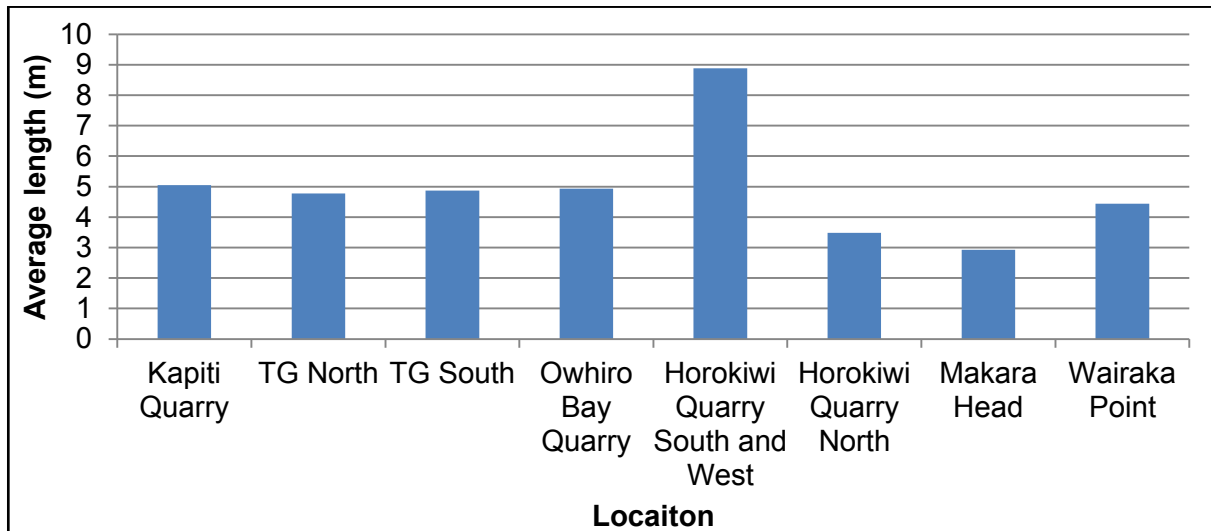 Average length (m)
10
9
8
7
6
5
4
3
2
1
0
Kapiti
Quarry
TG North
TG South
Owhiro
Bay
Quarry
Horokiwi
Quarry
South and
West
Horokiwi
Quarry
North
Makara
Head
Wairaka
Point
Locaiton